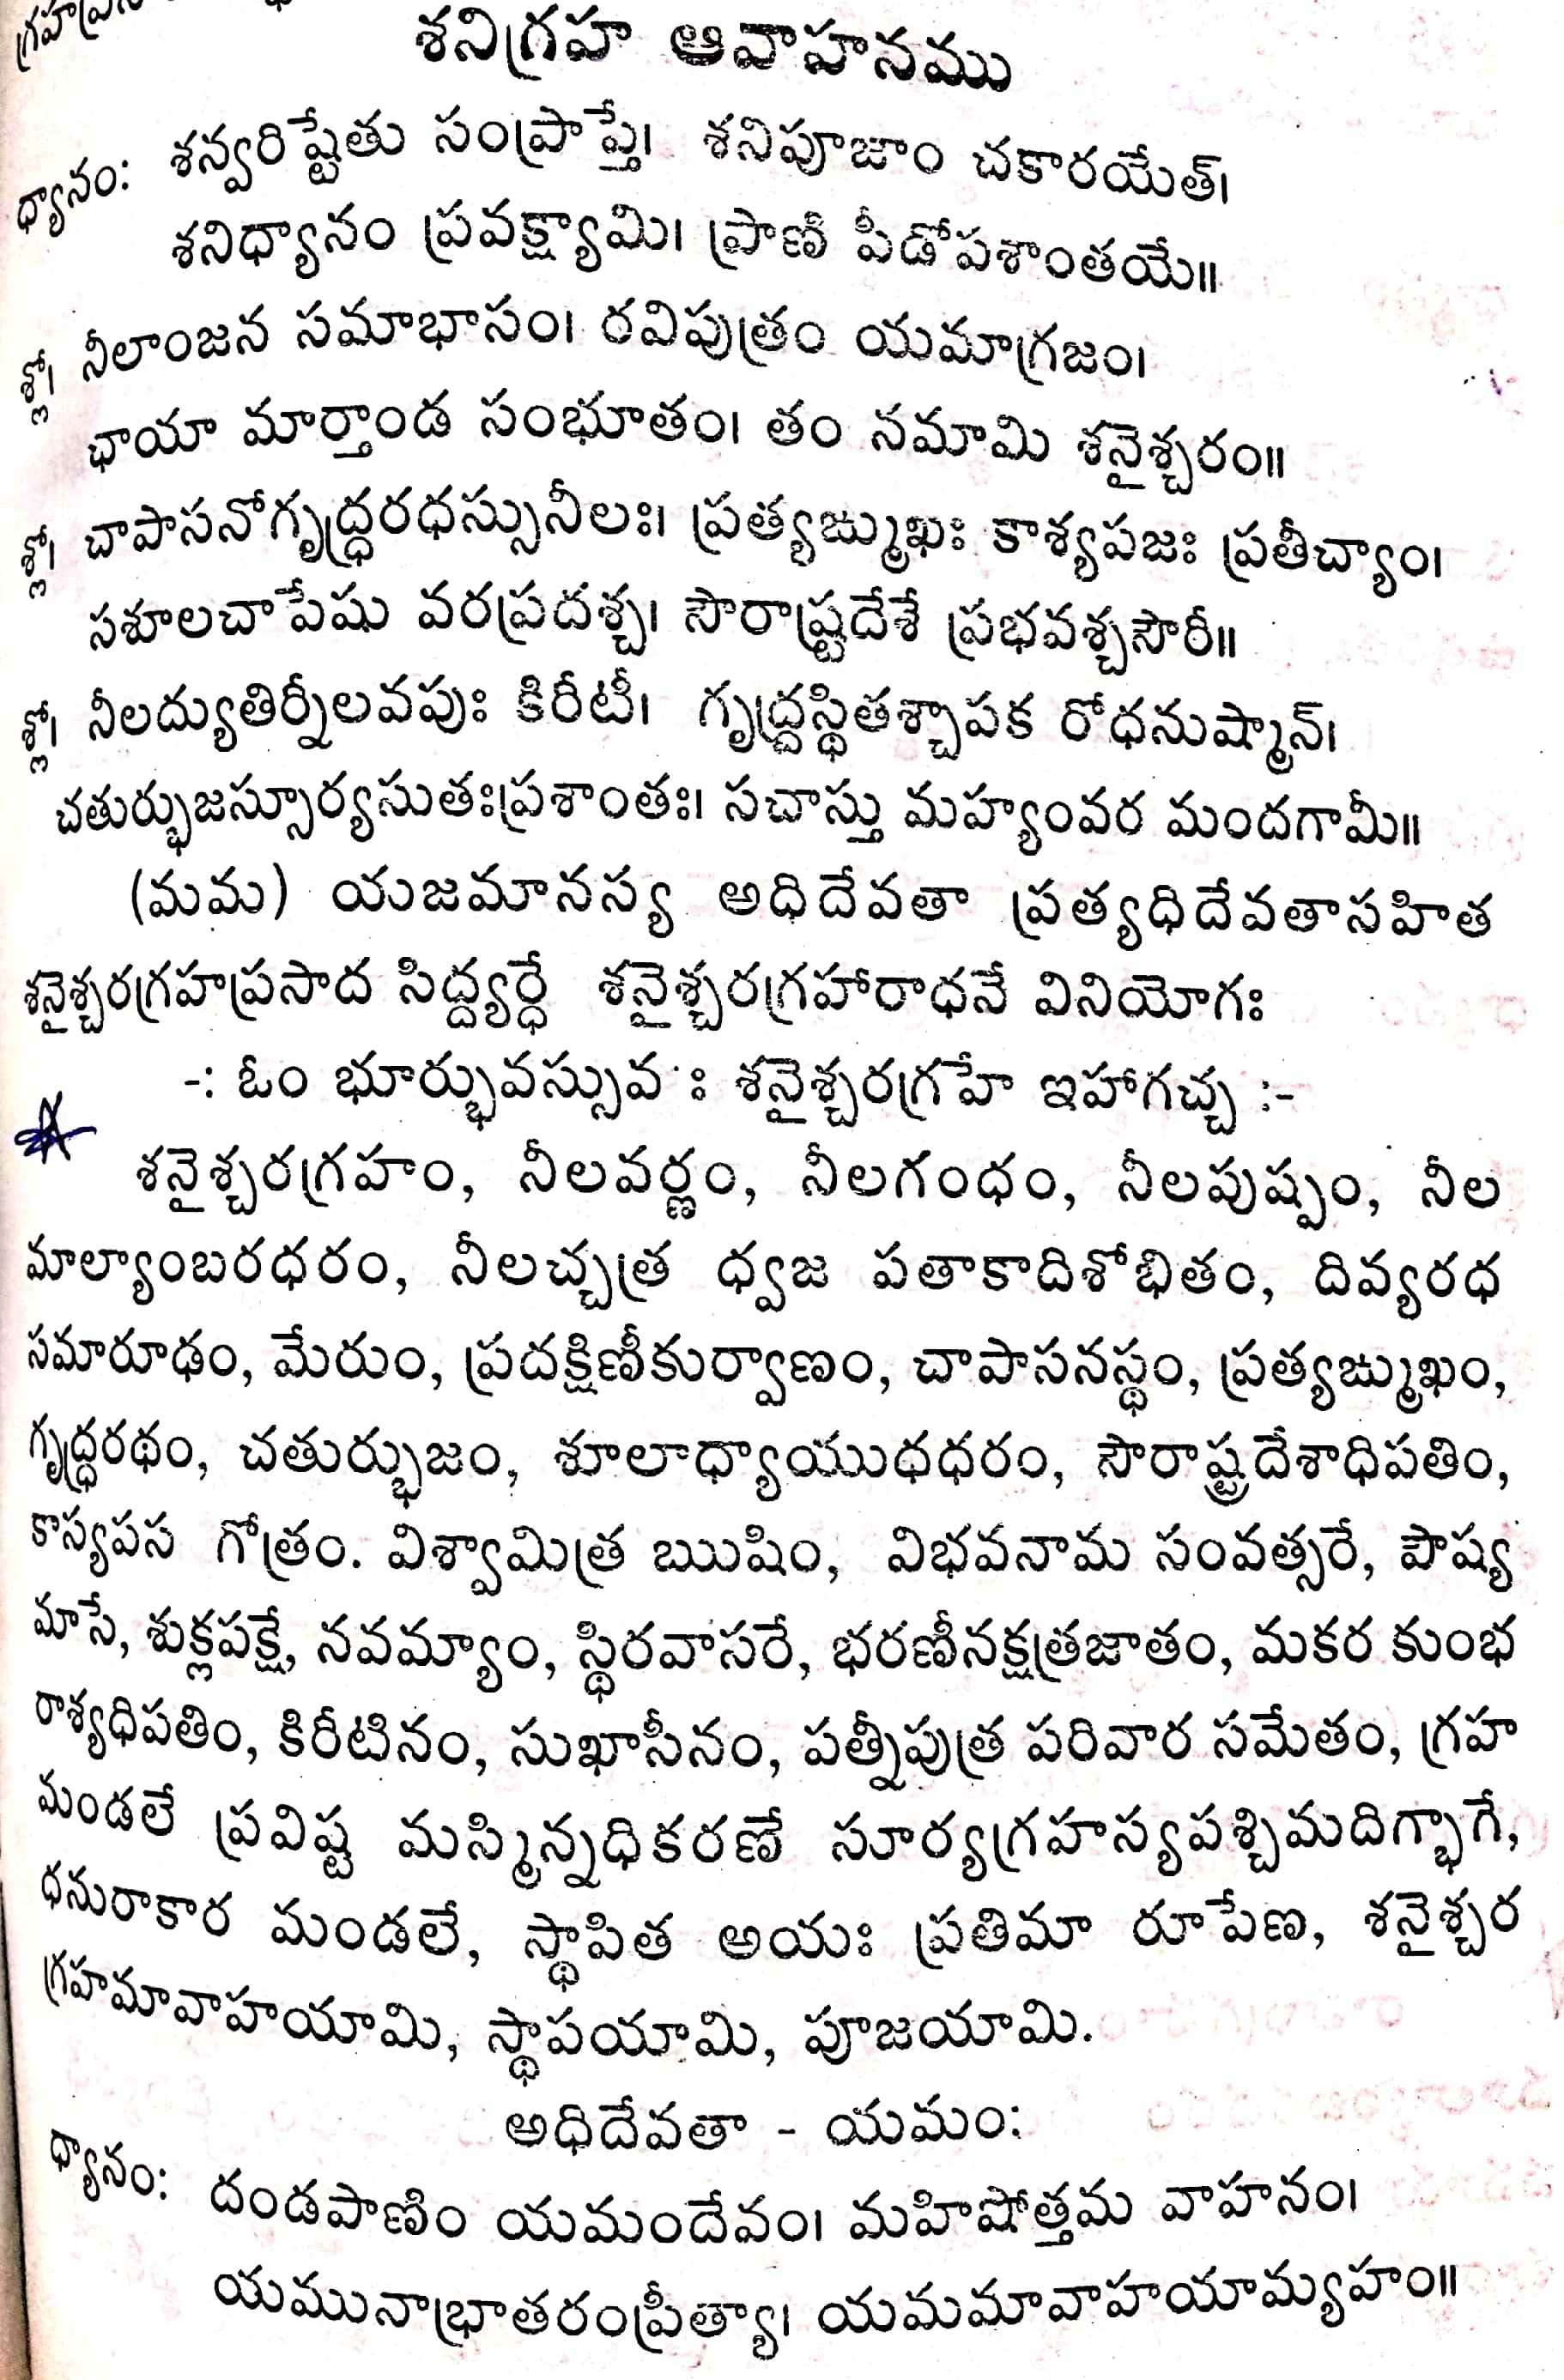 శనిగ్రహ ఆవాహనము
ధ్యానం: శన్వరిష్టేతు సంప్రాప్తే। శనిపూజాం చకారయేత్।
శనిధ్యానం ప్రవక్ష్యామి। ప్రాణి పీడోపశాంతయే॥
శ్లో। నీలాంజన సమాభాసం। రవిపుత్రం యమాగ్రజం।
ఛాయా మార్తాండ సంభూతం। తం నమామి శనైశ్చరం॥
శ్లో। చాపాసనోగృద్ధ్రరధస్సునీలః। ప్రత్యఙ్ముఖః కాశ్యపజః ప్రతీచ్యాం।
సశూలచాపేషు వరప్రదశ్చ। సౌరాష్ట్రదేశే ప్రభవశ్చసౌరీ॥
శ్లో। నీలద్యుతిర్నీలవపుః కిరీటీ। గృద్ధ్రస్థితశ్చాపక రోధనుష్మాన్।
చతుర్భుజస్సూర్యసుతఃప్రశాంతః। సచాస్తు మహ్యంవర మందగామీ॥
(మమ) యజమానస్య అధిదేవతా ప్రత్యధిదేవతాసహిత
శనైశ్చరగ్రహప్రసాద సిద్ధ్యర్ధే శనైశ్చరగ్రహారాధనే వినియోగః
-: ఓం భూర్భువస్సువః శనైశ్చరగ్రహే ఇహాగచ్చ :-
శనైశ్చరగ్రహం, నీలవర్ణం, నీలగంధం, నీలపుష్పం, నీల
మాల్యాంబరధరం, నీలచ్చత్ర ధ్వజ పతాకాదిశోభితం, దివ్యరధ
సమారూఢం, మేరుం, ప్రదక్షిణీకుర్వాణం, చాపాసనస్థం, ప్రత్యఙ్ముఖం,
గృద్ధ్రరథం, చతుర్భుజం, శూలాధ్యాయుధధరం, సౌరాష్ట్రదేశాధిపతిం,
కాస్యపస గోత్రం. విశ్వామిత్ర ఋషిం, విభవనామ సంవత్సరే, పౌష్య
మాసే, శుక్లపక్షే, నవమ్యాం, స్థిరవాసరే, భరణీనక్షత్రజాతం, మకర కుంభ
రాశ్యధిపతిం, కిరీటినం, సుఖాసీనం, పత్నీపుత్ర పరివార సమేతం, గ్రహ
మండలే ప్రవిష్ట మస్మిన్నధికరణే సూర్యగ్రహస్యపశ్చిమదిగ్భాగే,
ధనురాకార మండలే, స్థాపిత అయః ప్రతిమా రూపేణ, శనైశ్చర
గ్రహమావాహయామి, స్థాపయామి, పూజయామి.
అధిదేవతా - యమం:
ధ్యానం: దండపాణిం యమందేవం। మహిషోత్తమ వాహనం।
యమునాభ్రాతరంప్రీత్యా। యమమావాహయామ్యహం॥